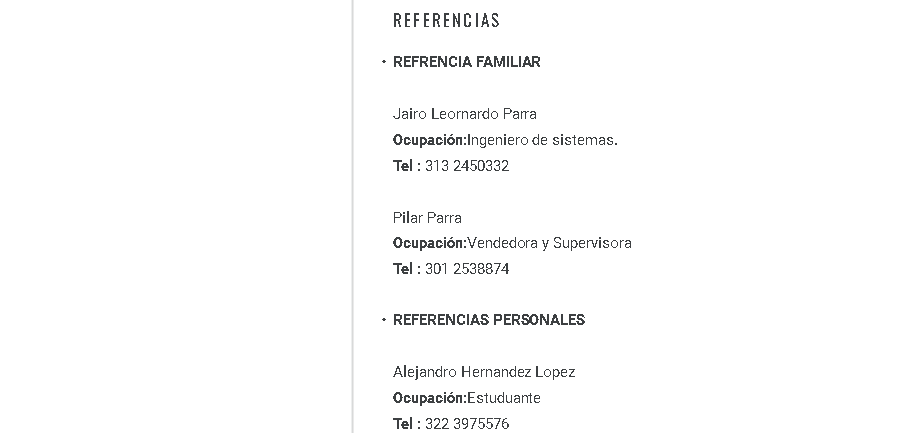 REFERENCIAS
• REFRENCIA FAMILIAR
Jairo Leornardo Parra
Ocupación:Ingeniero de sistemas.
Tel : 313 2450332
Pilar Parra
Ocupación:Vendedora y Supervisora
Tel : 301 2538874
• REFERENCIAS PERSONALES
Alejandro Hernandez Lopez
Ocupación:Estuduante
Tel : 322 3975576